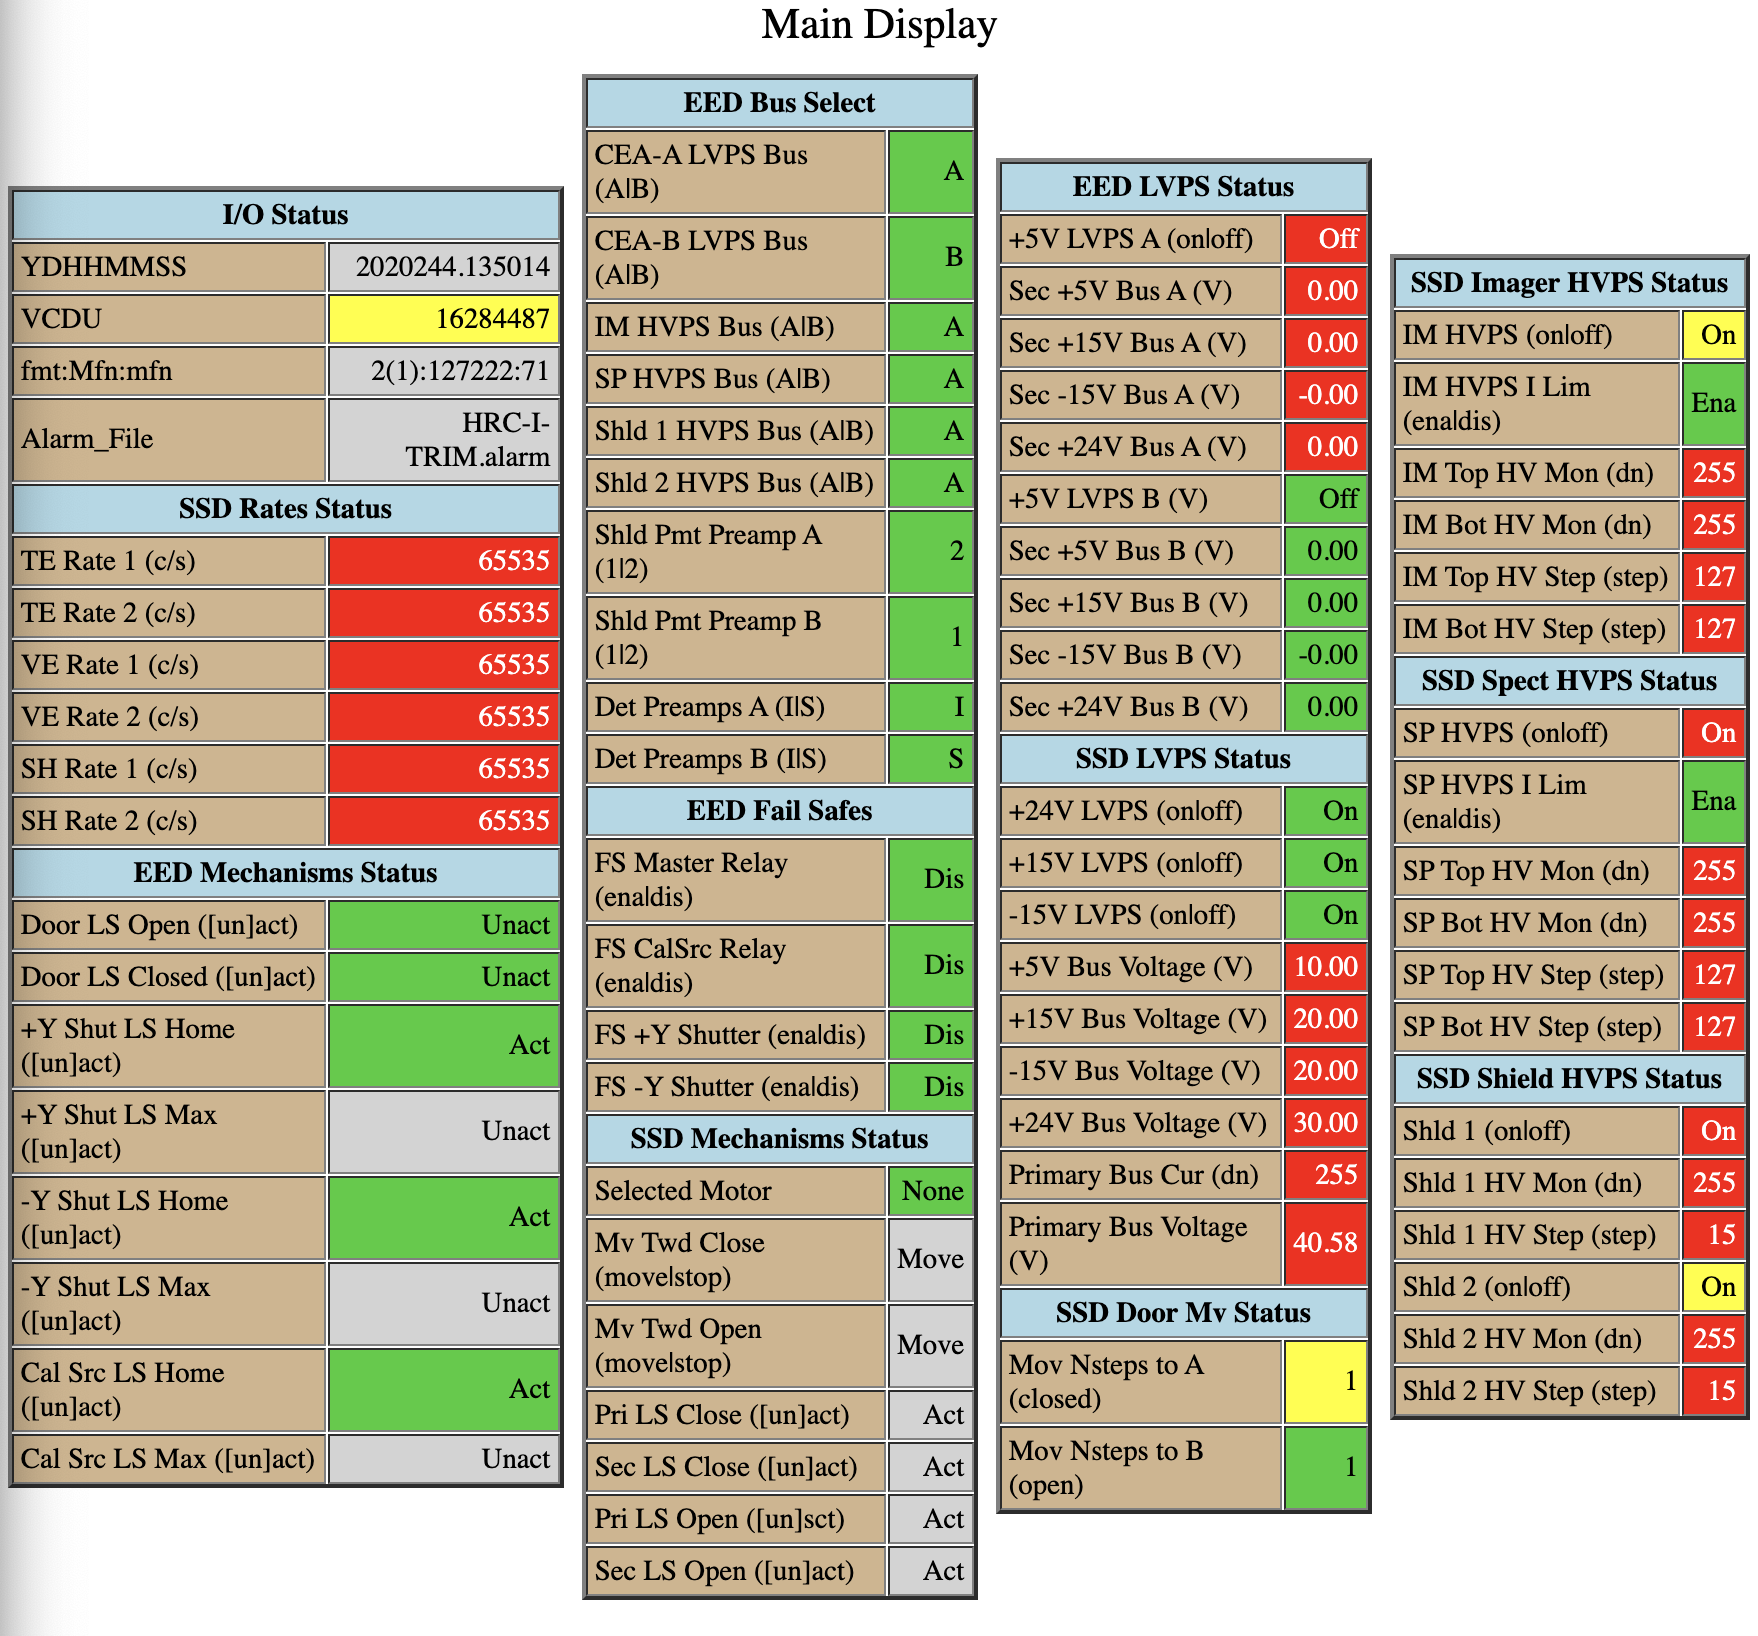 Main Display
I/O Status
YDHHMMSS 2020244.135014
VCDU 16284487
fmt:Mfn:mfn 2(1):127222:71
Alarm_File HRC-I-
TRIM.alarm
SSD Rates Status
TE Rate 1 (c/s) 65535
TE Rate 2 (c/s) 65535
VE Rate 1 (c/s) 65535
VE Rate 2 (c/s) 65535
SH Rate 1 (c/s) 65535
SH Rate 2 (c/s) 65535
EED Mechanisms Status
Door LS Open ([un]act) Unact
Door LS Closed ([un]act) Unact
+Y Shut LS Home
([un]act) Act
+Y Shut LS Max
([un]act) Unact
-Y Shut LS Home
([un]act) Act
-Y Shut LS Max
([un]act) Unact
Cal Src LS Home
([un]act) Act
Cal Src LS Max ([un]act) Unact
EED Bus Select
CEA-A LVPS Bus
(A|B) A
CEA-B LVPS Bus
(A|B) B
IM HVPS Bus (A|B) A
SP HVPS Bus (A|B) A
Shld 1 HVPS Bus (A|B) A
Shld 2 HVPS Bus (A|B) A
Shld Pmt Preamp A
(1|2) 2
Shld Pmt Preamp B
(1|2) 1
Det Preamps A (I|S) I
Det Preamps B (I|S) S
EED Fail Safes
FS Master Relay
(ena|dis) Dis
FS CalSrc Relay
(ena|dis) Dis
FS +Y Shutter (ena|dis) Dis
FS -Y Shutter (ena|dis) Dis
SSD Mechanisms Status
Selected Motor None
Mv Twd Close
(move|stop) Move
Mv Twd Open
(move|stop) Move
Pri LS Close ([un]act) Act
Sec LS Close ([un]act) Act
Pri LS Open ([un]sct) Act
Sec LS Open ([un]act) Act
EED LVPS Status
+5V LVPS A (on|off) Off
Sec +5V Bus A (V) 0.00
Sec +15V Bus A (V) 0.00
Sec -15V Bus A (V) -0.00
Sec +24V Bus A (V) 0.00
+5V LVPS B (V) Off
Sec +5V Bus B (V) 0.00
Sec +15V Bus B (V) 0.00
Sec -15V Bus B (V) -0.00
Sec +24V Bus B (V) 0.00
SSD LVPS Status
+24V LVPS (on|off) On
+15V LVPS (on|off) On
-15V LVPS (on|off) On
+5V Bus Voltage (V) 10.00
+15V Bus Voltage (V) 20.00
-15V Bus Voltage (V) 20.00
+24V Bus Voltage (V) 30.00
Primary Bus Cur (dn) 255
Primary Bus Voltage
(V) 40.58
SSD Door Mv Status
Mov Nsteps to A
(closed) 1
Mov Nsteps to B
(open) 1
SSD Imager HVPS Status
IM HVPS (on|off) On
IM HVPS I Lim
(ena|dis) Ena
IM Top HV Mon (dn) 255
IM Bot HV Mon (dn) 255
IM Top HV Step (step) 127
IM Bot HV Step (step) 127
SSD Spect HVPS Status
SP HVPS (on|off) On
SP HVPS I Lim
(ena|dis) Ena
SP Top HV Mon (dn) 255
SP Bot HV Mon (dn) 255
SP Top HV Step (step) 127
SP Bot HV Step (step) 127
SSD Shield HVPS Status
Shld 1 (on|off) On
Shld 1 HV Mon (dn) 255
Shld 1 HV Step (step) 15
Shld 2 (on|off) On
Shld 2 HV Mon (dn) 255
Shld 2 HV Step (step) 15